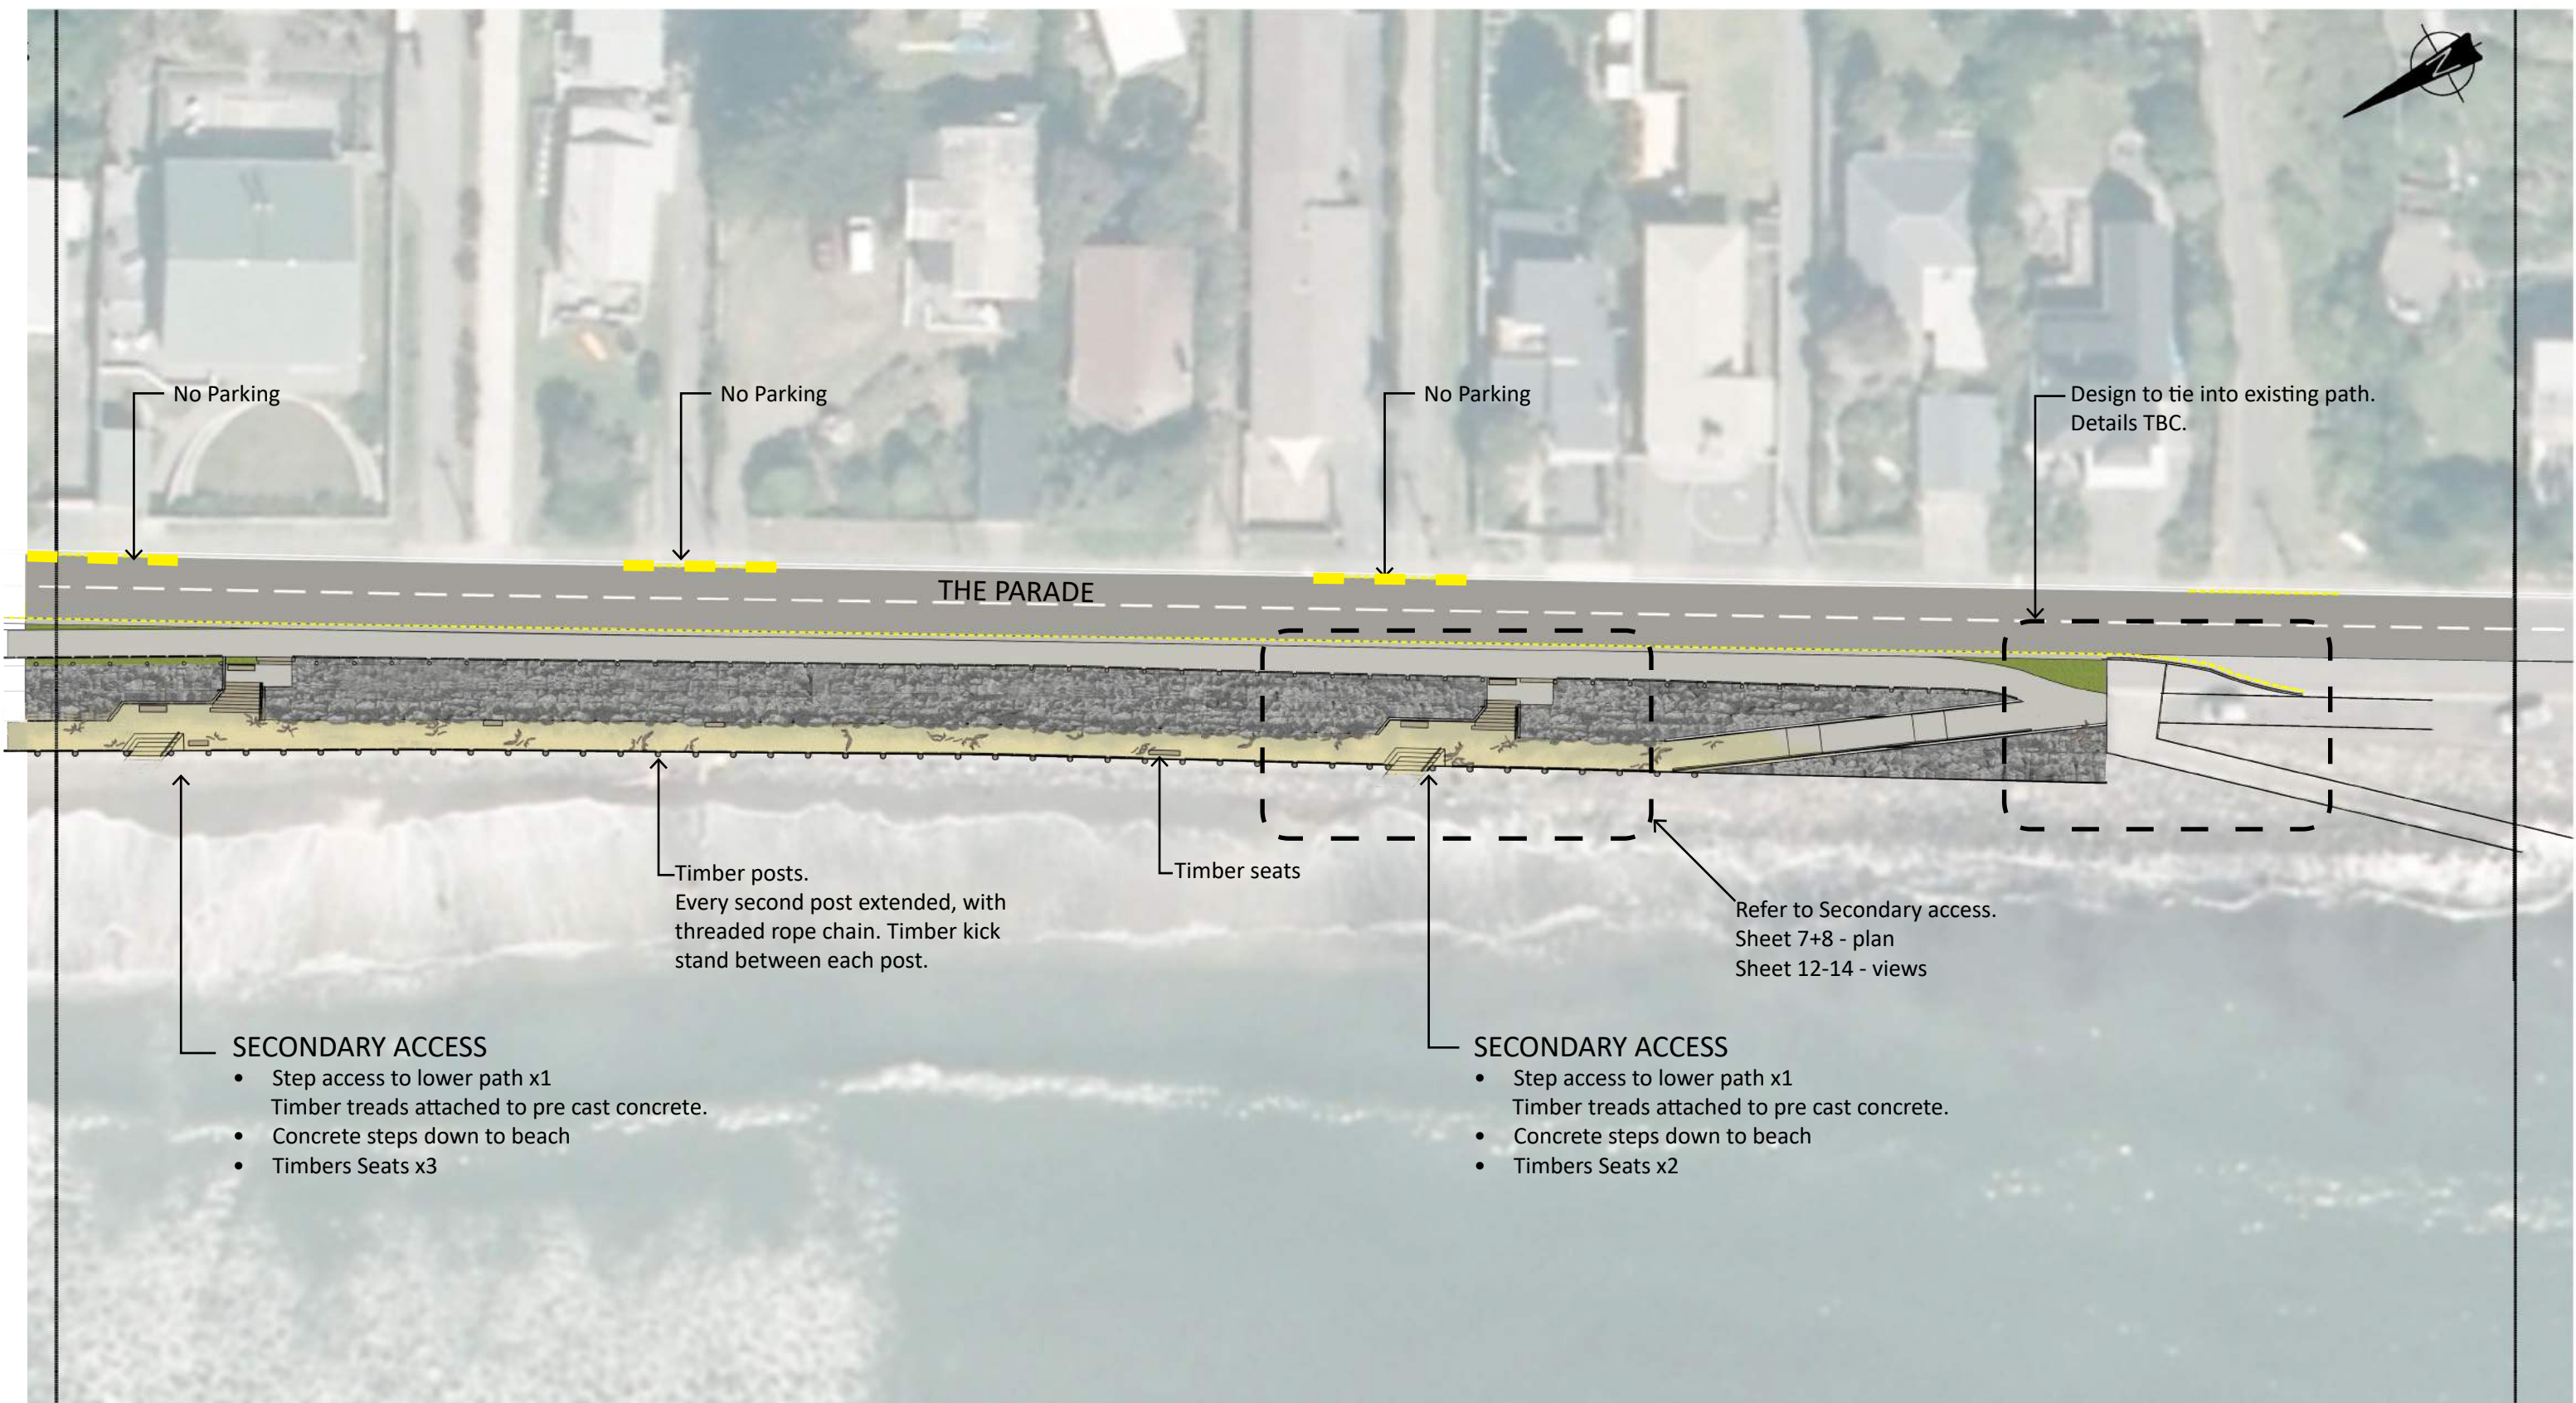 No Parking
No Parking
No Parking
Design to tie into existing path.
Details TBC.
THE PARADE
Timber posts.
Every second post extended, with
threaded rope chain. Timber kick
stand between each post.
Timber seats
Refer to Secondary access.
Sheet 7+8 - plan
Sheet 12-14 - views
SECONDARY ACCESS
• Step access to lower path x1
Timber treads attached to pre cast concrete.
• Concrete steps down to beach
• Timbers Seats x3
SECONDARY ACCESS
• Step access to lower path x1
Timber treads attached to pre cast concrete.
• Concrete steps down to beach
• Timbers Seats x2
Z